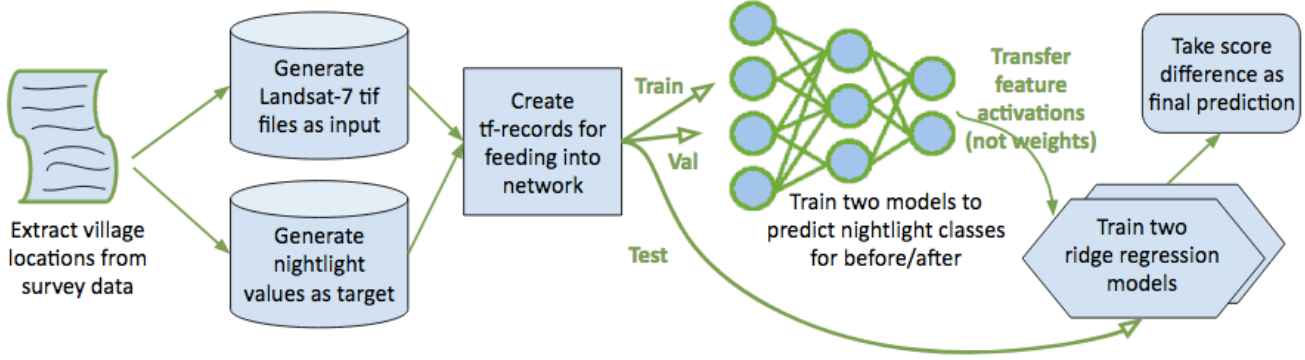 Extract village
locations from
survey data
Generate
Landsat-7 tif
files as input
Generate
nightlight
values as target
Create
tf-records for
feeding into
network
Train
Val
Test
Train two models to
predict nightlight classes
for before/after
Transfer
feature
activations
(not weights)
Train two
ridge regression
models
Take score
difference as
final prediction